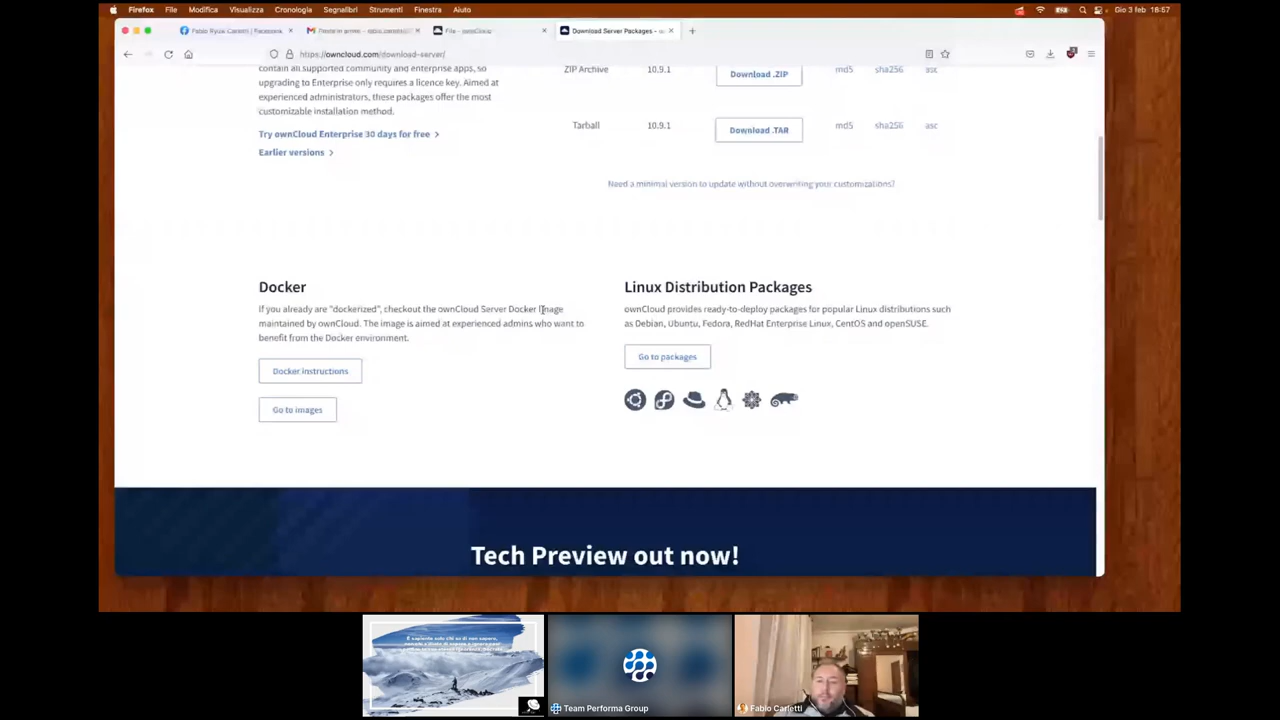 Firefox File Modifica Visualizza Cronologia Segnalibri Strumenti Finestra Aiuto Gio 3 feb 18:57
Fabio Ryuk Carletti | Facebook
File - ownCloud
Download Server Packages -
https://owncloud.com/download-server/
contain all supported community and enterprise apps, so
upgrading to Enterprise only requires a licence key. Aimed at
experienced administrators, these packages offer the most
customizable installation method.
Try ownCloud Enterprise 30 days for free >
Earlier versions >
ZIP Archive 10.9.1 Download .ZIP md5 sha256 asc
Tarball 10.9.1 Download .TAR md5 sha256 asc
Need a minimal version to update without overwriting your customizations?
Docker
If you already are "dockerized", checkout the ownCloud Server Docker image
maintained by ownCloud. The image is aimed at experienced admins who want to
benefit from the Docker environment.
Docker instructions
Go to images
Linux Distribution Packages
ownCloud provides ready-to-deploy packages for popular Linux distributions such
as Debian, Ubuntu, Fedora, RedHat Enterprise Linux, CentOS and openSUSE.
Go to packages
Tech Preview out now!
Team Performa Group
Fabio Carletti